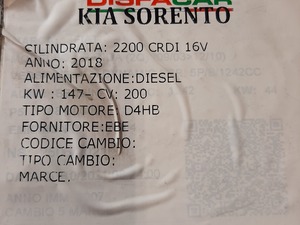 DISFACAR
KIA SORENTO
CILINDRATA: 2200 CRDI 16V
ANNO: 2018
ALIMENTAZIONE:DIESEL
KW : 147- CV: 200
TIPO MOTORE: D4HB
FORNITORE:EBE
CODICE CAMBIO:
TIPO CAMBIO:
MARCE.